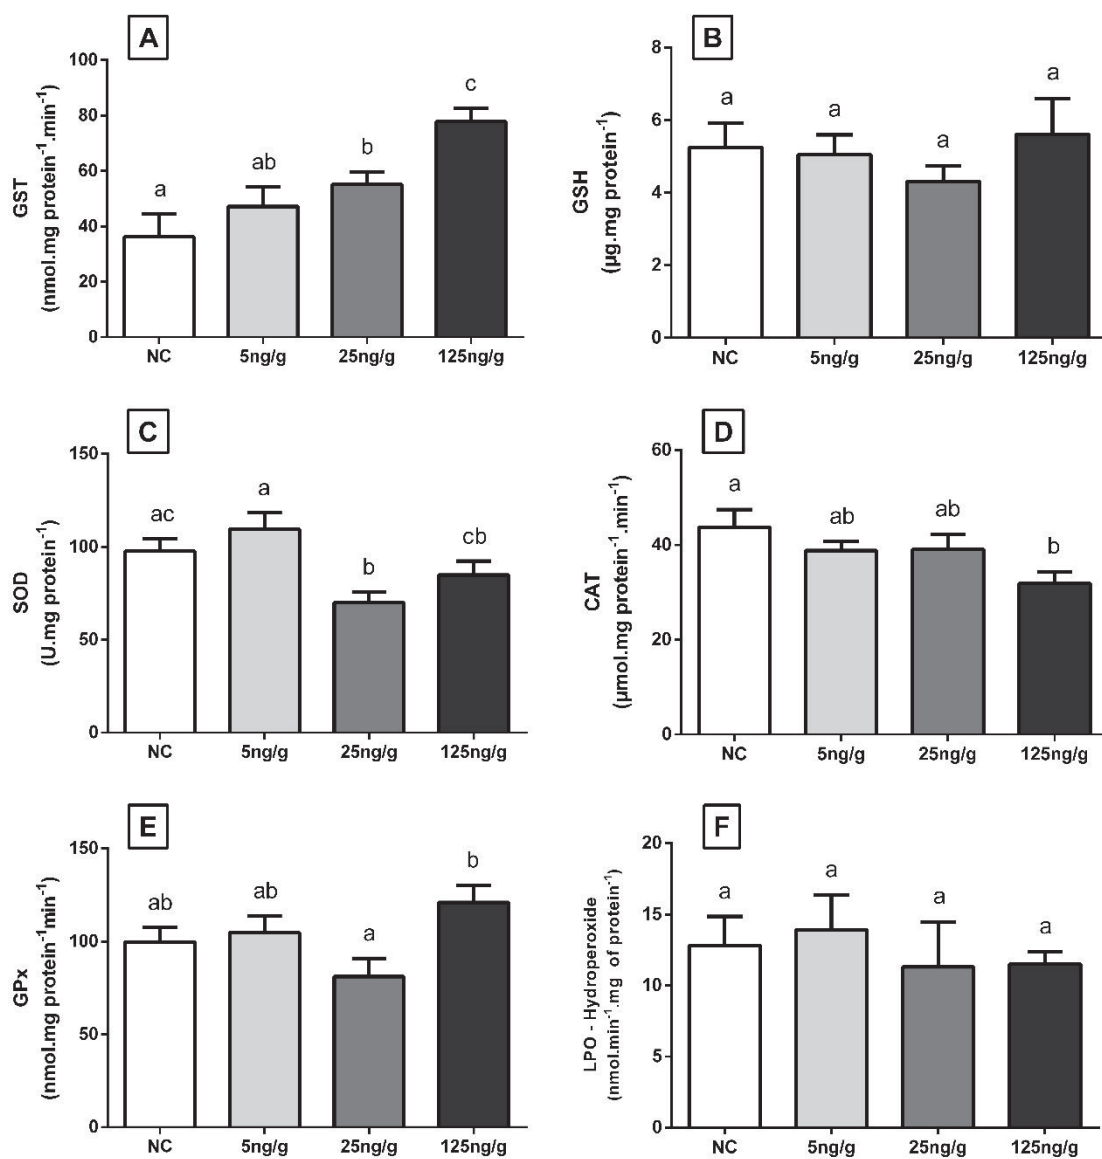 A
GST
(nmol.mg protein⁻¹.min⁻¹)
100
80
60
40
20
0
a
ab
b
c
NC 5ng/g 25ng/g 125ng/g
B
GSH
(µg.mg protein⁻¹)
8
6
4
2
0
a
a
a
a
NC 5ng/g 25ng/g 125ng/g
C
SOD
(U.mg protein⁻¹)
150
100
50
0
ac
a
b
cb
NC 5ng/g 25ng/g 125ng/g
D
CAT
(µmol.mg protein⁻¹.min⁻¹)
60
40
20
0
a
ab
ab
b
NC 5ng/g 25ng/g 125ng/g
E
GPx
(nmol.mg protein⁻¹min⁻¹)
150
100
50
0
ab
ab
a
b
NC 5ng/g 25ng/g 125ng/g
F
LPO - Hydroperoxide
(nmol.min⁻¹.mg of protein⁻¹)
20
15
10
5
0
a
a
a
a
NC 5ng/g 25ng/g 125ng/g